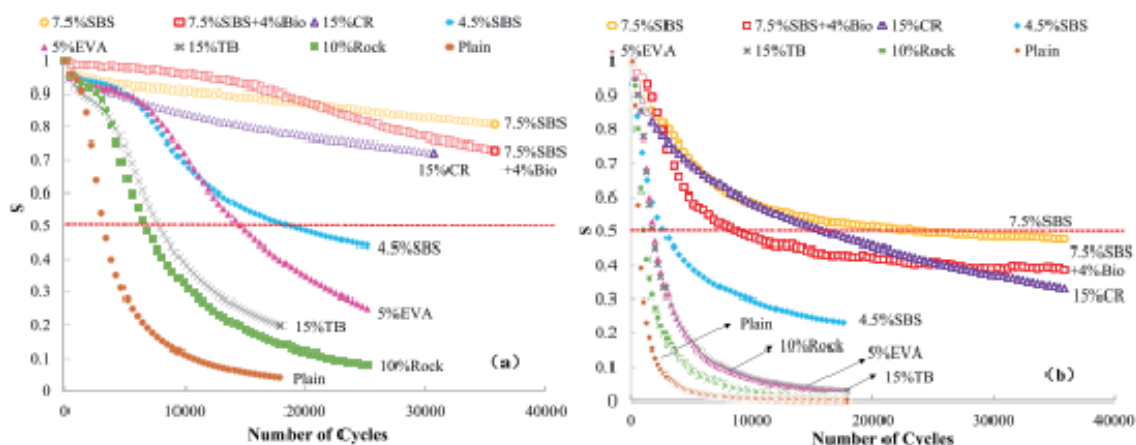 7.5%SBS 7.5%SBS+4%Bio 15%CR 4.5%SBS
5%EVA 15%TB 10%Rock Plain
1
0.9
0.8
0.7
0.6
0.5
0.4
0.3
0.2
0.1
0
S
7.5%SBS
7.5%SBS
+4%Bio
15%CR
4.5%SBS
5%EVA
15%TB
10%Rock
Plain
(a)
0 10000 20000 30000 40000
Number of Cycles
7.5%SBS 7.5%SBS+4%Bio 15%CR 4.5%SBS
5%EVA 15%TB 10%Rock Plain
1
0.9
0.8
0.7
0.6
0.5
0.4
0.3
0.2
0.1
0
S
7.5%SBS
7.5%SBS
+4%Bio
15%CR
4.5%SBS
Plain
10%Rock
5%EVA
15%TB
(b)
0 10000 20000 30000 40000
Number of Cycles